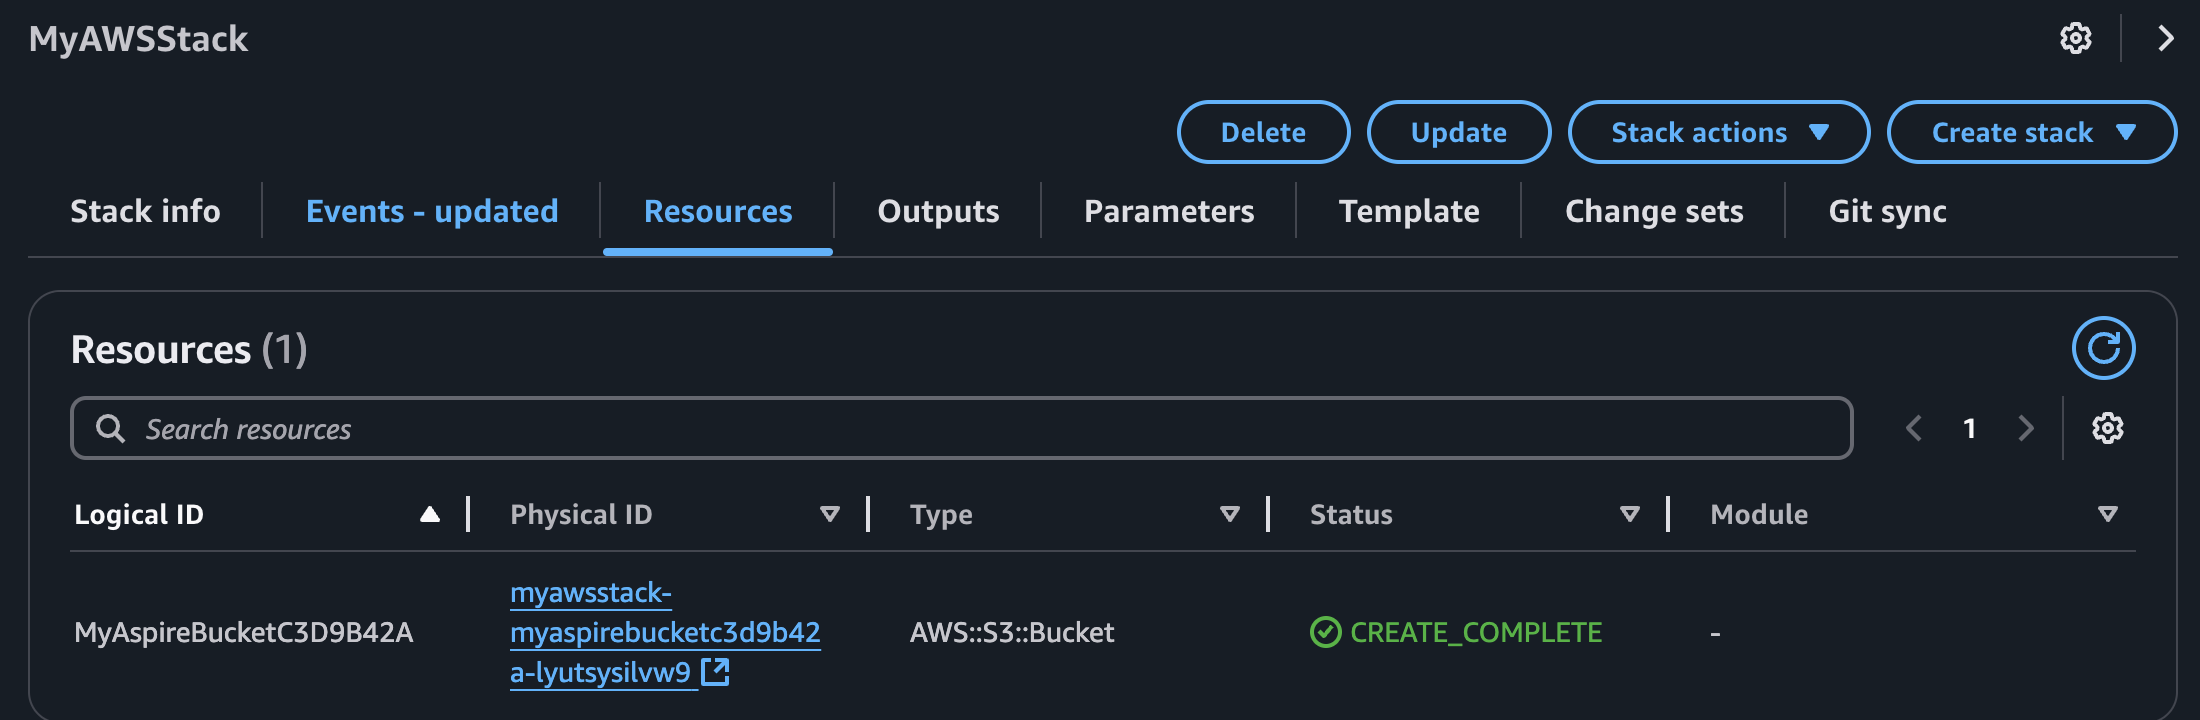 MyAWSStack
Delete Update Stack actions Create stack
Stack info Events - updated Resources Outputs Parameters Template Change sets Git sync
Resources (1)
Search resources
1
Logical ID Physical ID Type Status Module
MyAspireBucketC3D9B42A
myawsstack-
myaspirebucketc3d9b42
a-lyutsysilvw9
AWS::S3::Bucket
CREATE_COMPLETE
-